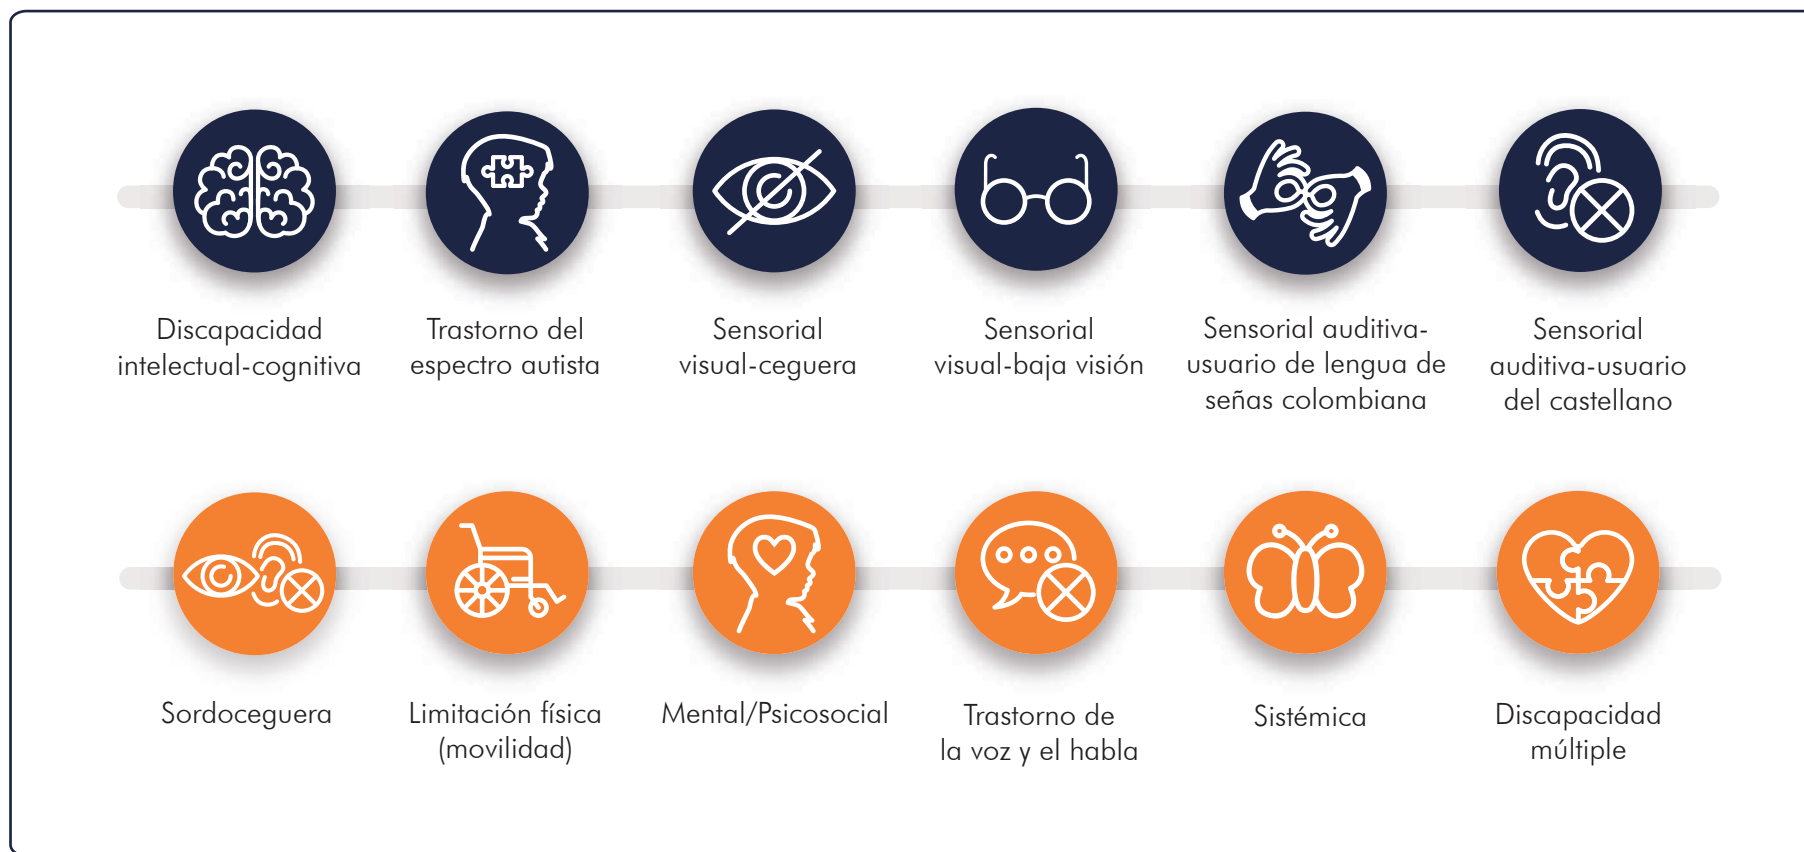 Discapacidad
intelectual-cognitiva
Trastorno del
espectro autista
Sensorial
visual-ceguera
Sensorial
visual-baja visión
Sensorial auditiva-
usuario de lengua de
señas colombiana
Sensorial
auditiva-usuario
del castellano
Sordoceguera
Limitación física
(movilidad)
Mental/Psicosocial
Trastorno de
la voz y el habla
Sistémica
Discapacidad
múltiple